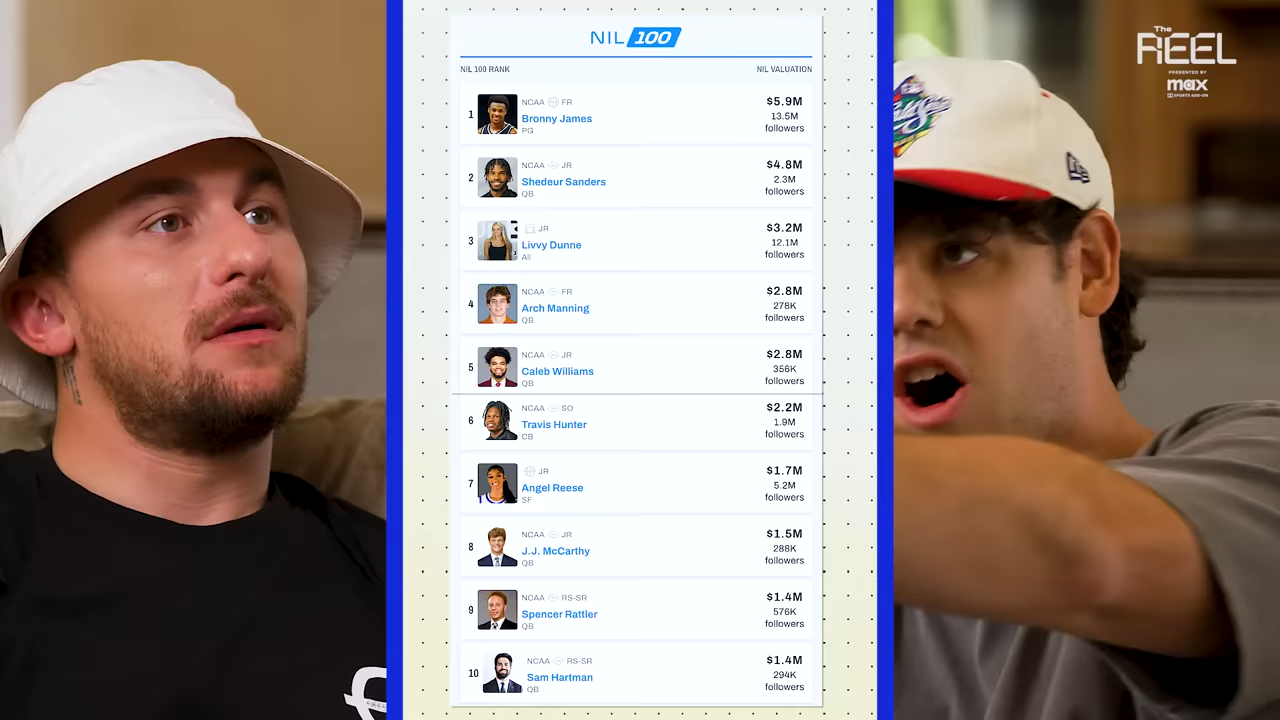 NIL 100
NIL 100 RANK NIL VALUATION
1 NCAA FR $5.9M
Bronny James 13.5M
PG followers
2 NCAA JR $4.8M
Shedeur Sanders 2.3M
QB followers
3 JR $3.2M
Livvy Dunne 12.1M
All followers
4 NCAA FR $2.8M
Arch Manning 278K
QB followers
5 NCAA JR $2.8M
Caleb Williams 356K
QB followers
6 NCAA SO $2.2M
Travis Hunter 1.9M
CB followers
7 JR $1.7M
Angel Reese 5.2M
SF followers
8 NCAA JR $1.5M
J.J. McCarthy 288K
QB followers
9 NCAA RS-SR $1.4M
Spencer Rattler 576K
QB followers
10 NCAA RS-SR $1.4M
Sam Hartman 294K
QB followers
The
REEL
PRESENTED BY
max
B/R SPORTS ADD-ON